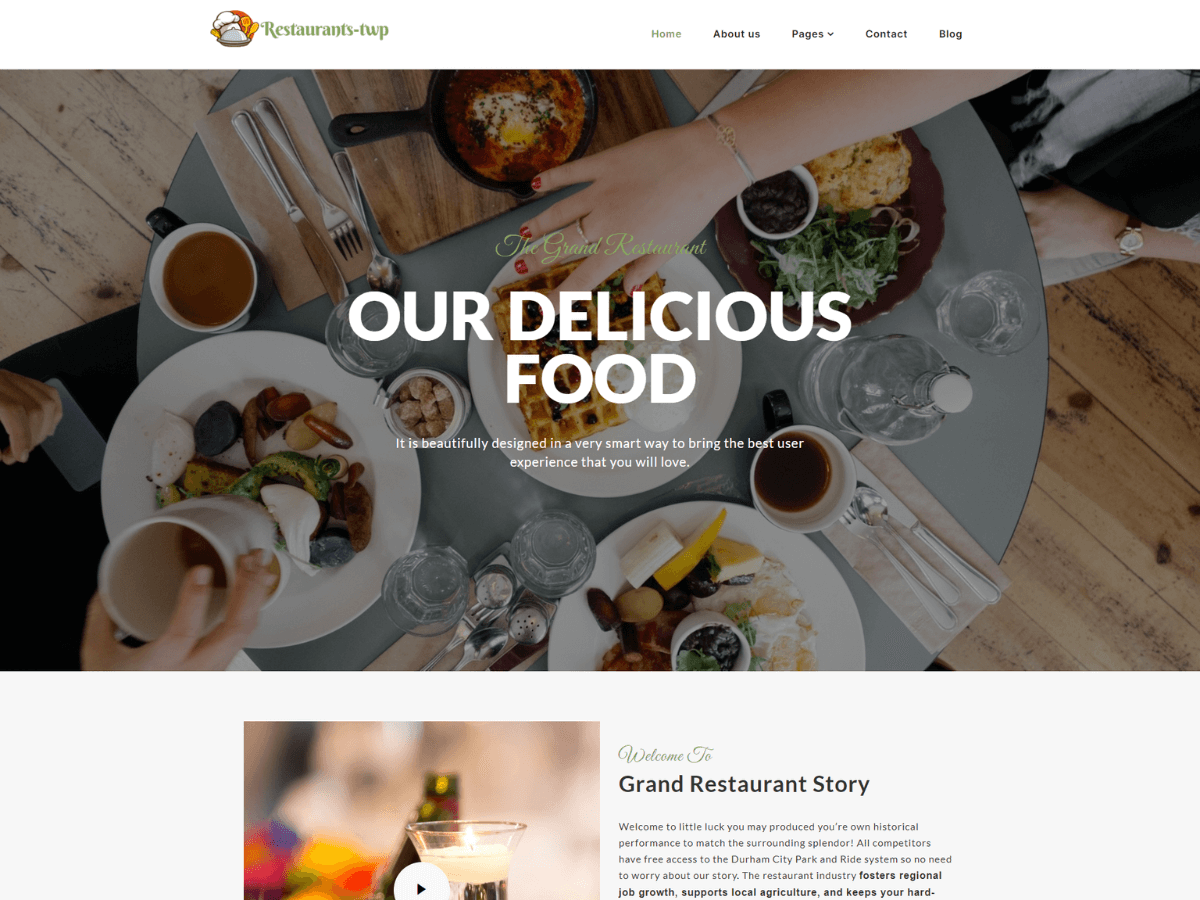 Restaurants-twp
Home
About us
Pages
Contact
Blog
The Grand Restaurant
OUR DELICIOUS
FOOD
It is beautifully designed in a very smart way to bring the best user
experience that you will love.
Welcome To
Grand Restaurant Story
Welcome to little luck you may produced you're own historical
performance to match the surrounding splendor! All competitors
have free access to the Durham City Park and Ride system so no need
to worry about our story. The restaurant industry fosters regional
job growth, supports local agriculture, and keeps your hard-